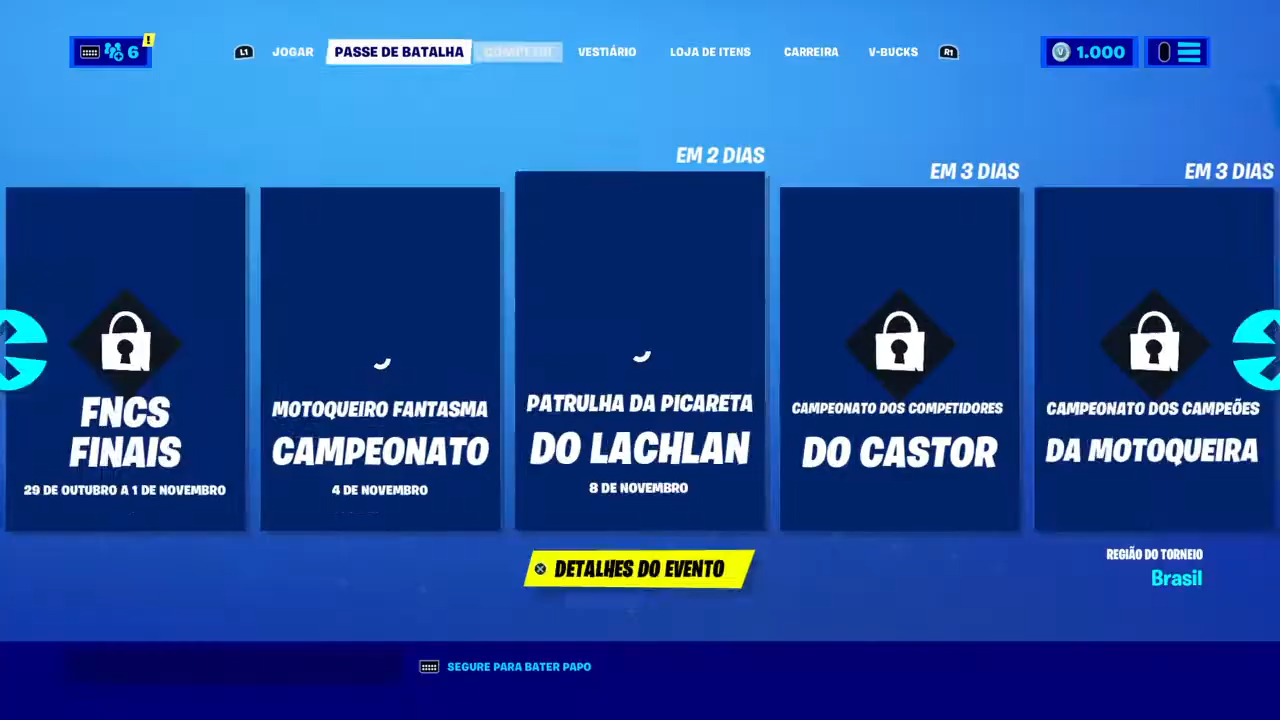 6
!
L1
JOGAR
PASSE DE BATALHA
COMPETIR
VESTIÁRIO
LOJA DE ITENS
CARREIRA
V-BUCKS
R1
1.000
EM 2 DIAS
EM 3 DIAS
EM 3 DIAS
FNCS
FINAIS
29 DE OUTUBRO A 1 DE NOVEMBRO
MOTOQUEIRO FANTASMA
CAMPEONATO
4 DE NOVEMBRO
PATRULHA DA PICARETA
DO LACHLAN
8 DE NOVEMBRO
CAMPEONATO DOS COMPETIDORES
DO CASTOR
CAMPEONATO DOS CAMPEÕES
DA MOTOQUEIRA
DETALHES DO EVENTO
REGIÃO DO TORNEIO
Brasil
SEGURE PARA BATER PAPO